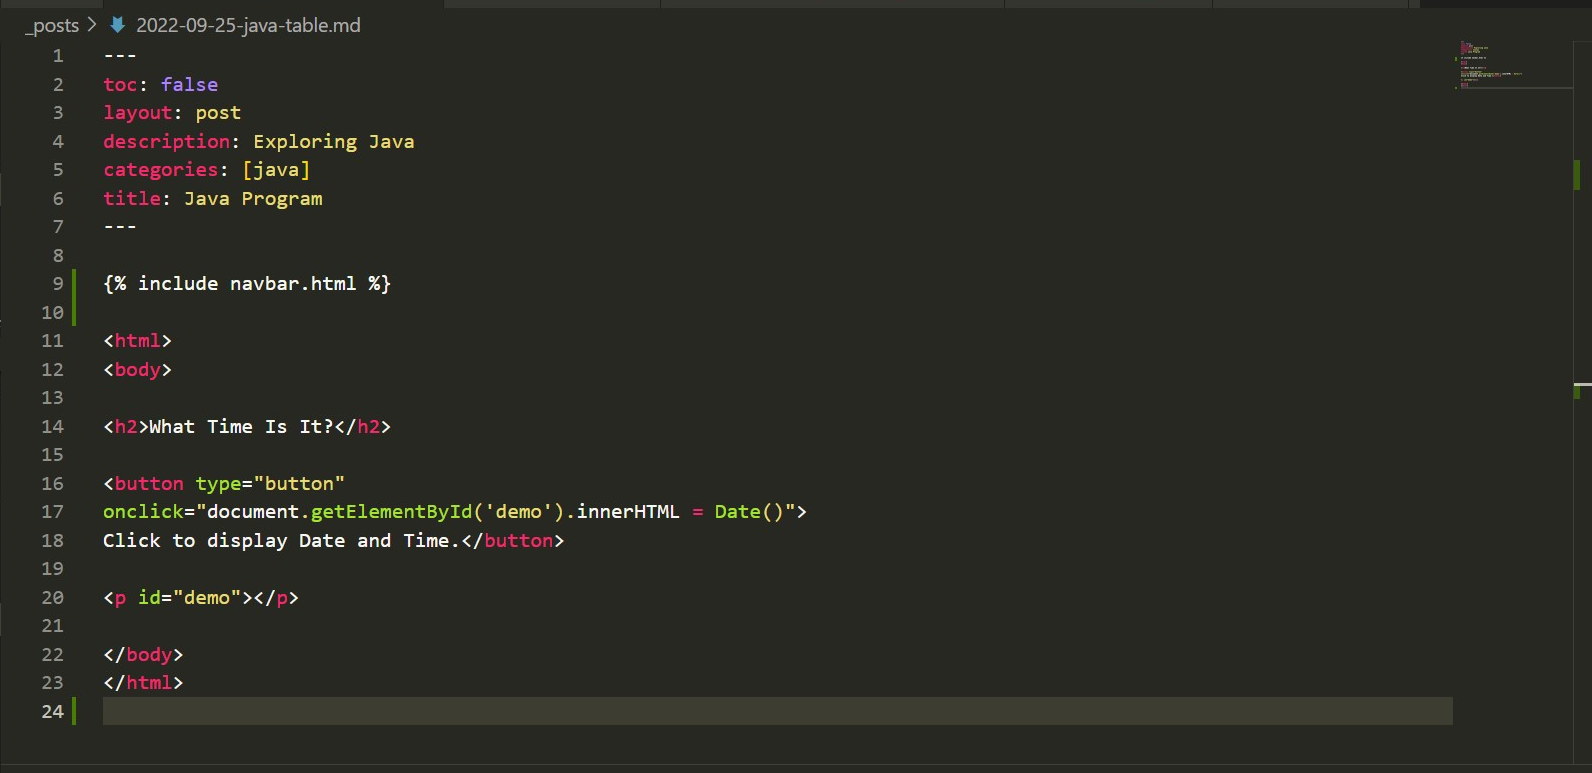 _posts > 2022-09-25-java-table.md
1 ---
2 toc: false
3 layout: post
4 description: Exploring Java
5 categories: [java]
6 title: Java Program
7 ---
8
9 {% include navbar.html %}
10
11 <html>
12 <body>
13
14 <h2>What Time Is It?</h2>
15
16 <button type="button"
17 onclick="document.getElementById('demo').innerHTML = Date()">
18 Click to display Date and Time.</button>
19
20 <p id="demo"></p>
21
22 </body>
23 </html>
24